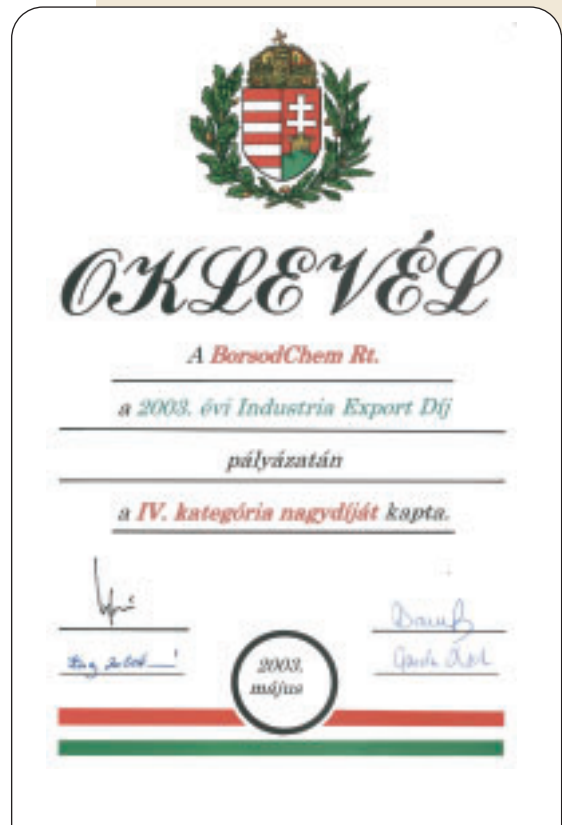 OKLEVÉL
A BorsodChem Rt.
a 2003. évi Industria Export Díj
pályázatán
a IV. kategória nagydíját kapta.
2003.
május